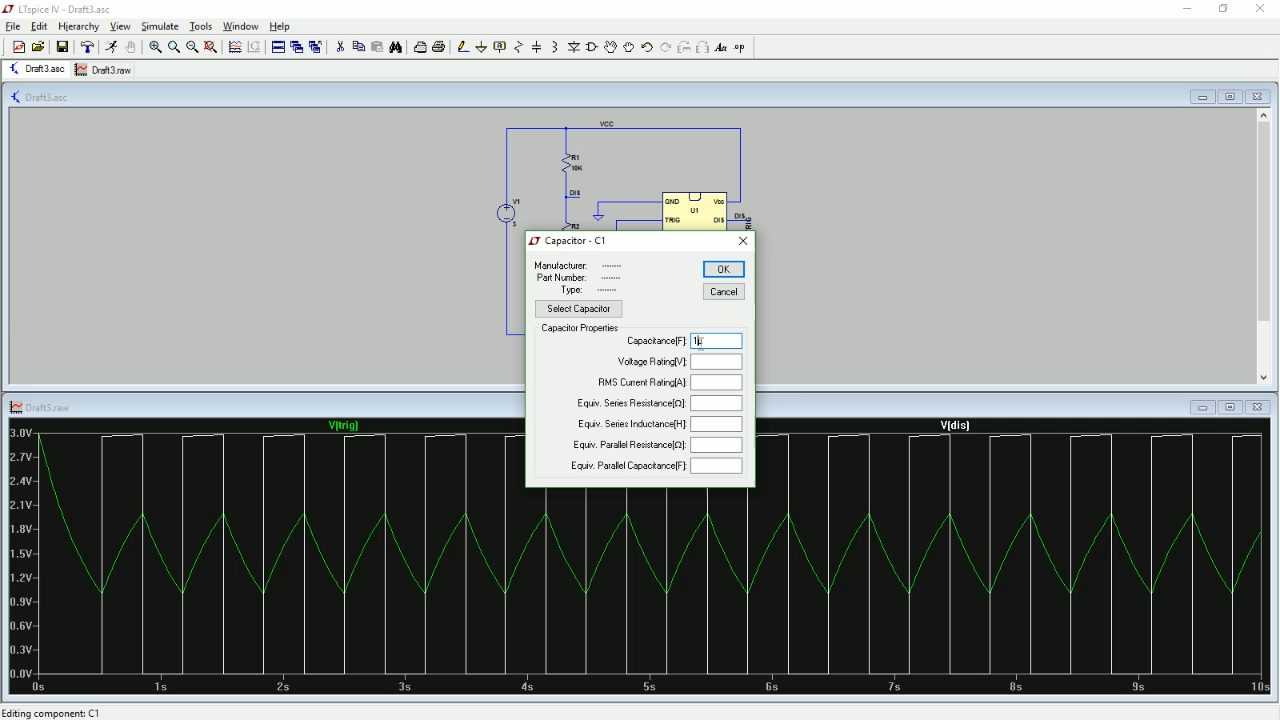 LTspice IV - Draft3.asc
File Edit Hierarchy View Simulate Tools Window Help
Draft3.asc Draft3.raw
Draft3.asc
VCC
R1
10K
DIS
V1
3
R2
GND Vcc
U1
TRIG DIS
DIS
Capacitor - C1
Manufacturer: --------
Part Number: --------
Type: --------
OK
Cancel
Select Capacitor
Capacitor Properties
Capacitance[F]: 1µ
Voltage Rating[V]:
RMS Current Rating[A]:
Equiv. Series Resistance[Ω]:
Equiv. Series Inductance[H]:
Equiv. Parallel Resistance[Ω]:
Equiv. Parallel Capacitance[F]:
Draft3.raw
V(trig) V(dis)
3.0V
2.7V
2.4V
2.1V
1.8V
1.5V
1.2V
0.9V
0.6V
0.3V
0.0V
0s 1s 2s 3s 4s 5s 6s 7s 8s 9s 10s
Editing component: C1